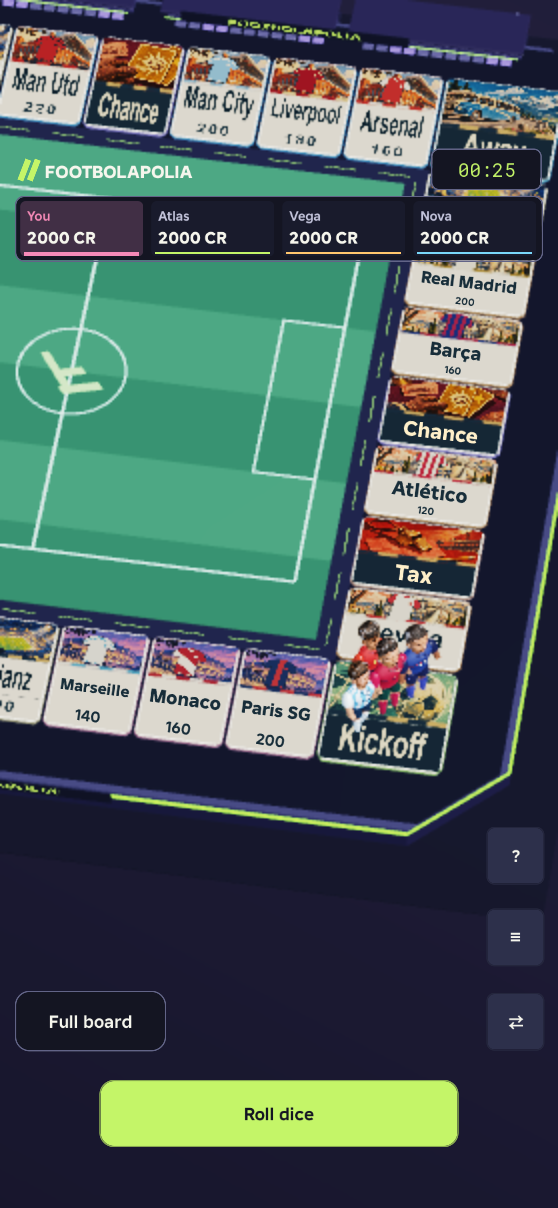 FOOTBOLAPOLIA
Man Utd
220
Chance
Man City
200
Liverpool
180
Arsenal
160
FOOTBOLAPOLIA
00:25
You
2000 CR
Atlas
2000 CR
Vega
2000 CR
Nova
2000 CR
Real Madrid
200
Barça
160
Chance
Atlético
120
Tax
Marseille
140
Monaco
160
Paris SG
200
Kickoff
?
Full board
Roll dice